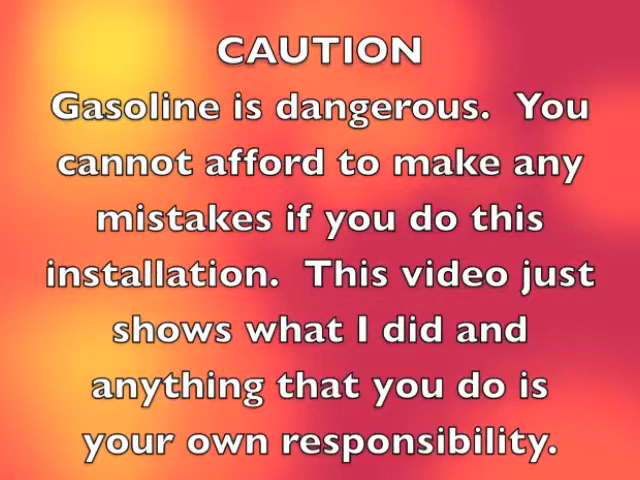 CAUTION
Gasoline is dangerous.  You
cannot afford to make any
mistakes if you do this
installation.  This video just
shows what I did and
anything that you do is
your own responsibility.